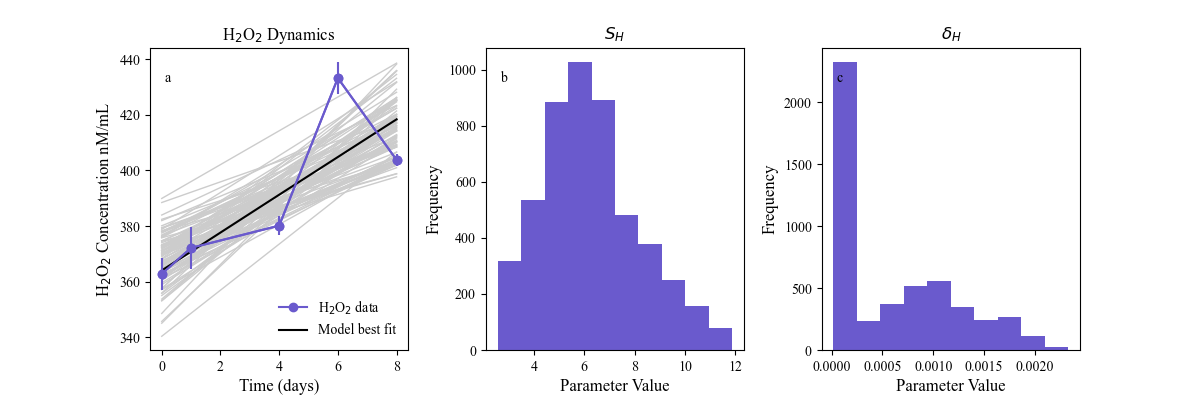 H₂O₂ Dynamics
a
440
420
400
380
360
340
H₂O₂ Concentration nM/mL
0 2 4 6 8
Time (days)
H₂O₂ data
Model best fit
S_H
b
1000
800
600
400
200
0
Frequency
4 6 8 10 12
Parameter Value
δ_H
c
2000
1500
1000
500
0
Frequency
0.0000 0.0005 0.0010 0.0015 0.0020
Parameter Value